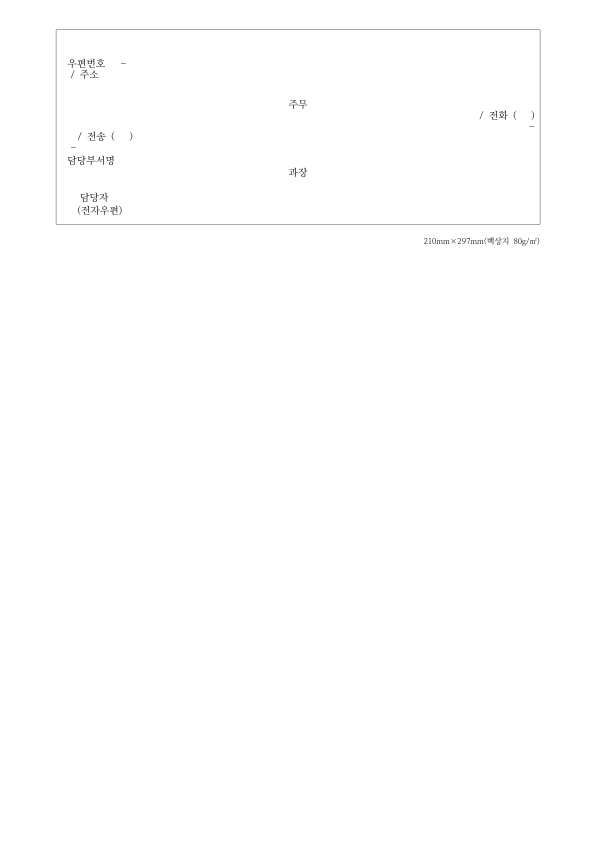 우편번호 －
/ 주소
주무
/ 전화 ( )
－
/ 전송 ( )
－
담당부서명
과장
담당자
(전자우편)
210mm×297mm(백상지 80g/㎡)